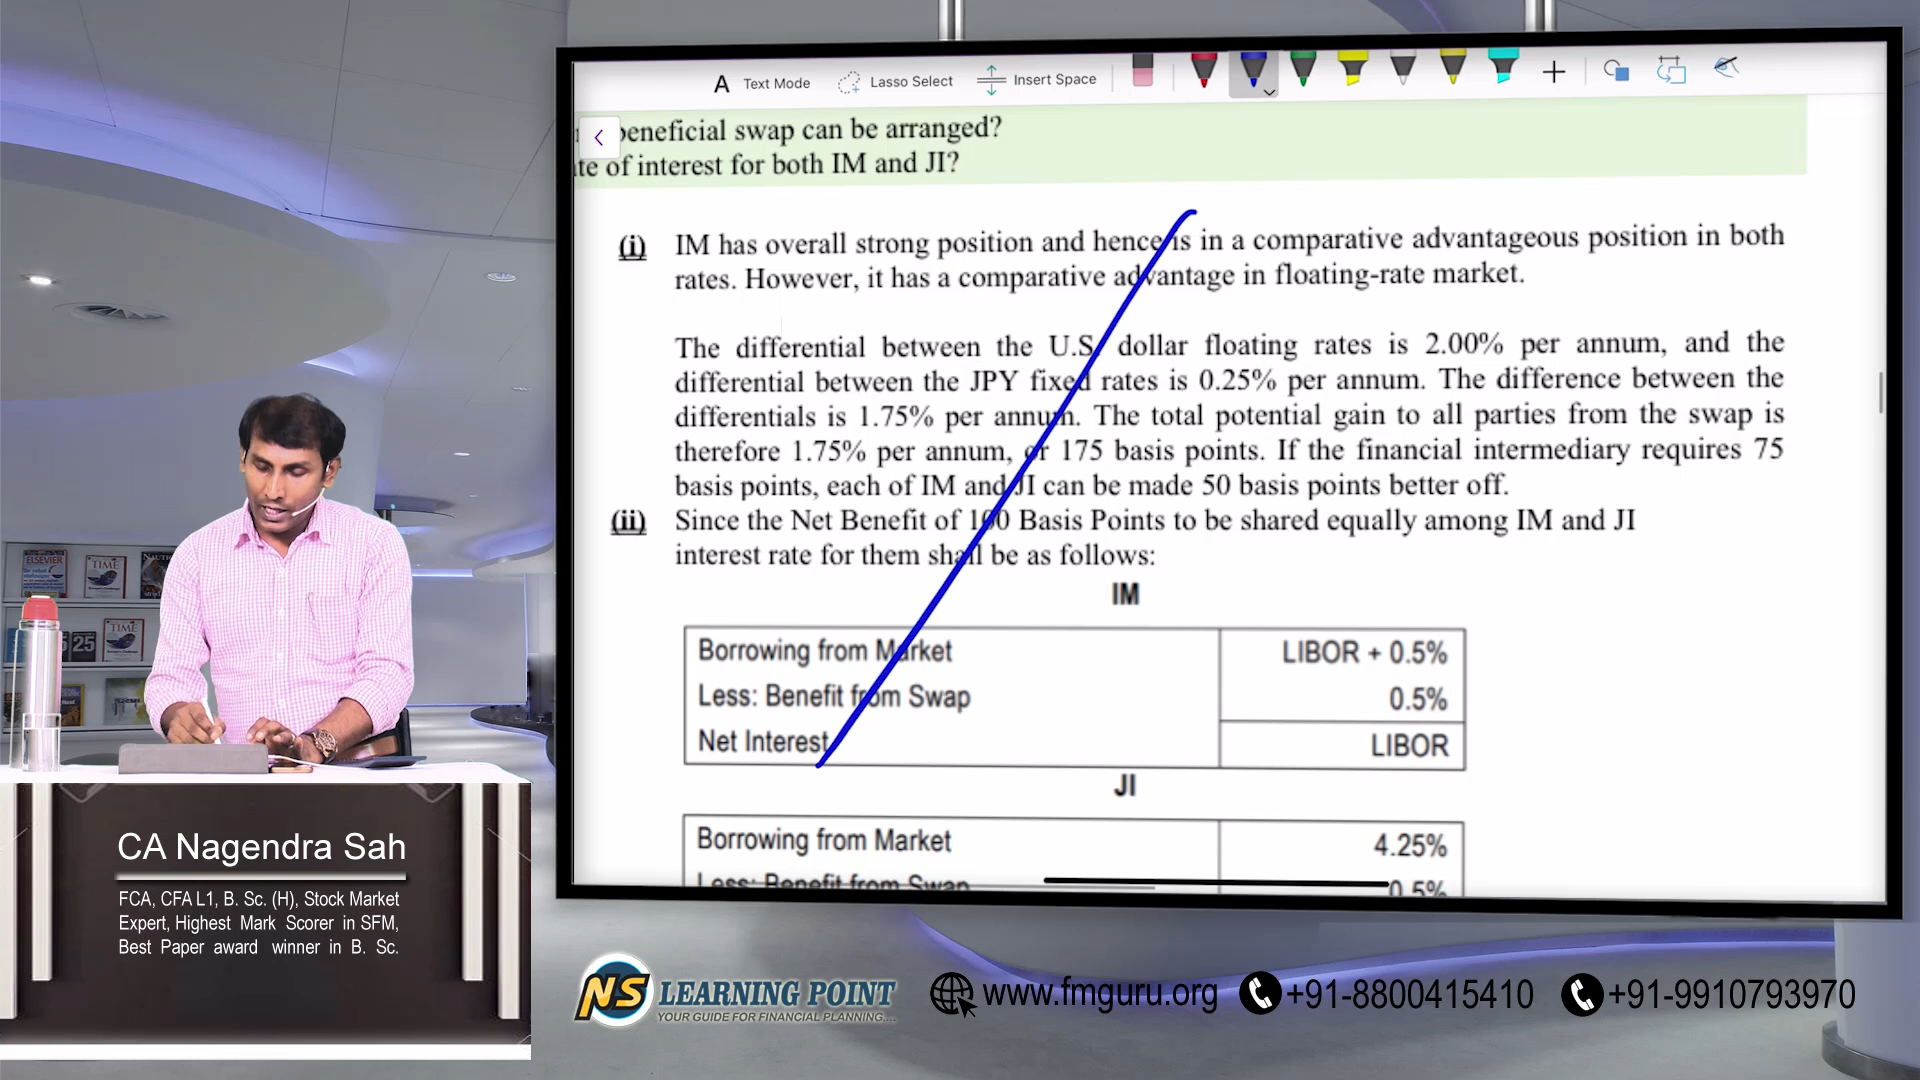 A Text Mode
Lasso Select
Insert Space
beneficial swap can be arranged?
te of interest for both IM and JI?
(i) IM has overall strong position and hence is in a comparative advantageous position in both
rates. However, it has a comparative advantage in floating-rate market.
The differential between the U.S. dollar floating rates is 2.00% per annum, and the
differential between the JPY fixed rates is 0.25% per annum. The difference between the
differentials is 1.75% per annum. The total potential gain to all parties from the swap is
therefore 1.75% per annum, or 175 basis points. If the financial intermediary requires 75
basis points, each of IM and JI can be made 50 basis points better off.
(ii) Since the Net Benefit of 100 Basis Points to be shared equally among IM and JI
interest rate for them shall be as follows:
IM
Borrowing from Market LIBOR + 0.5%
Less: Benefit from Swap 0.5%
Net Interest LIBOR
JI
Borrowing from Market 4.25%
Less: Benefit from Swap 0.5%
ELSEVIER
TIME
25
TIME
CA Nagendra Sah
FCA, CFA L1, B. Sc. (H), Stock Market
Expert, Highest Mark Scorer in SFM,
Best Paper award winner in B. Sc.
NS LEARNING POINT
YOUR GUIDE FOR FINANCIAL PLANNING....
www.fmguru.org
+91-8800415410
+91-9910793970